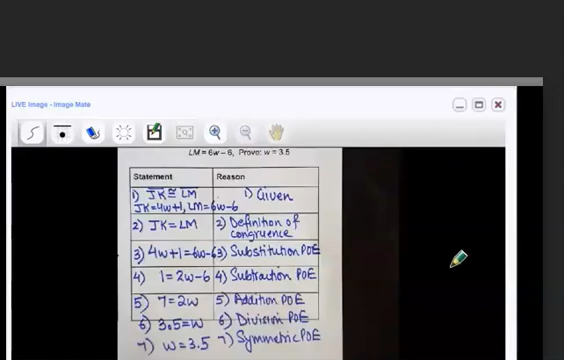 LIVE Image - Image Mate
LM = 6w – 6, Prove: w = 3.5
Statement Reason
1) JK ≅ LM 1) Given
JK=4w+1, LM=6w-6
2) JK=LM 2) Definition of
congruence
3) 4w+1=6w-6 3) Substitution POE
4) 1=2w-6 4) Subtraction POE
5) 7=2w 5) Addition POE
6) 3.5=w 6) Division POE
7) w=3.5 7) Symmetric POE